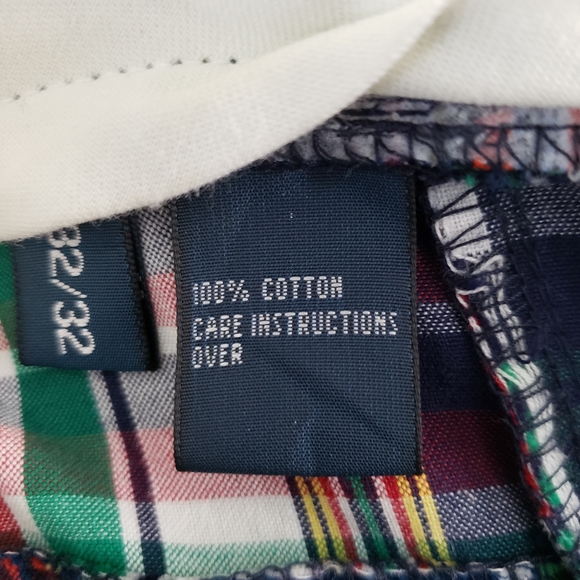 32/32
100% COTTON
CARE INSTRUCTIONS
OVER